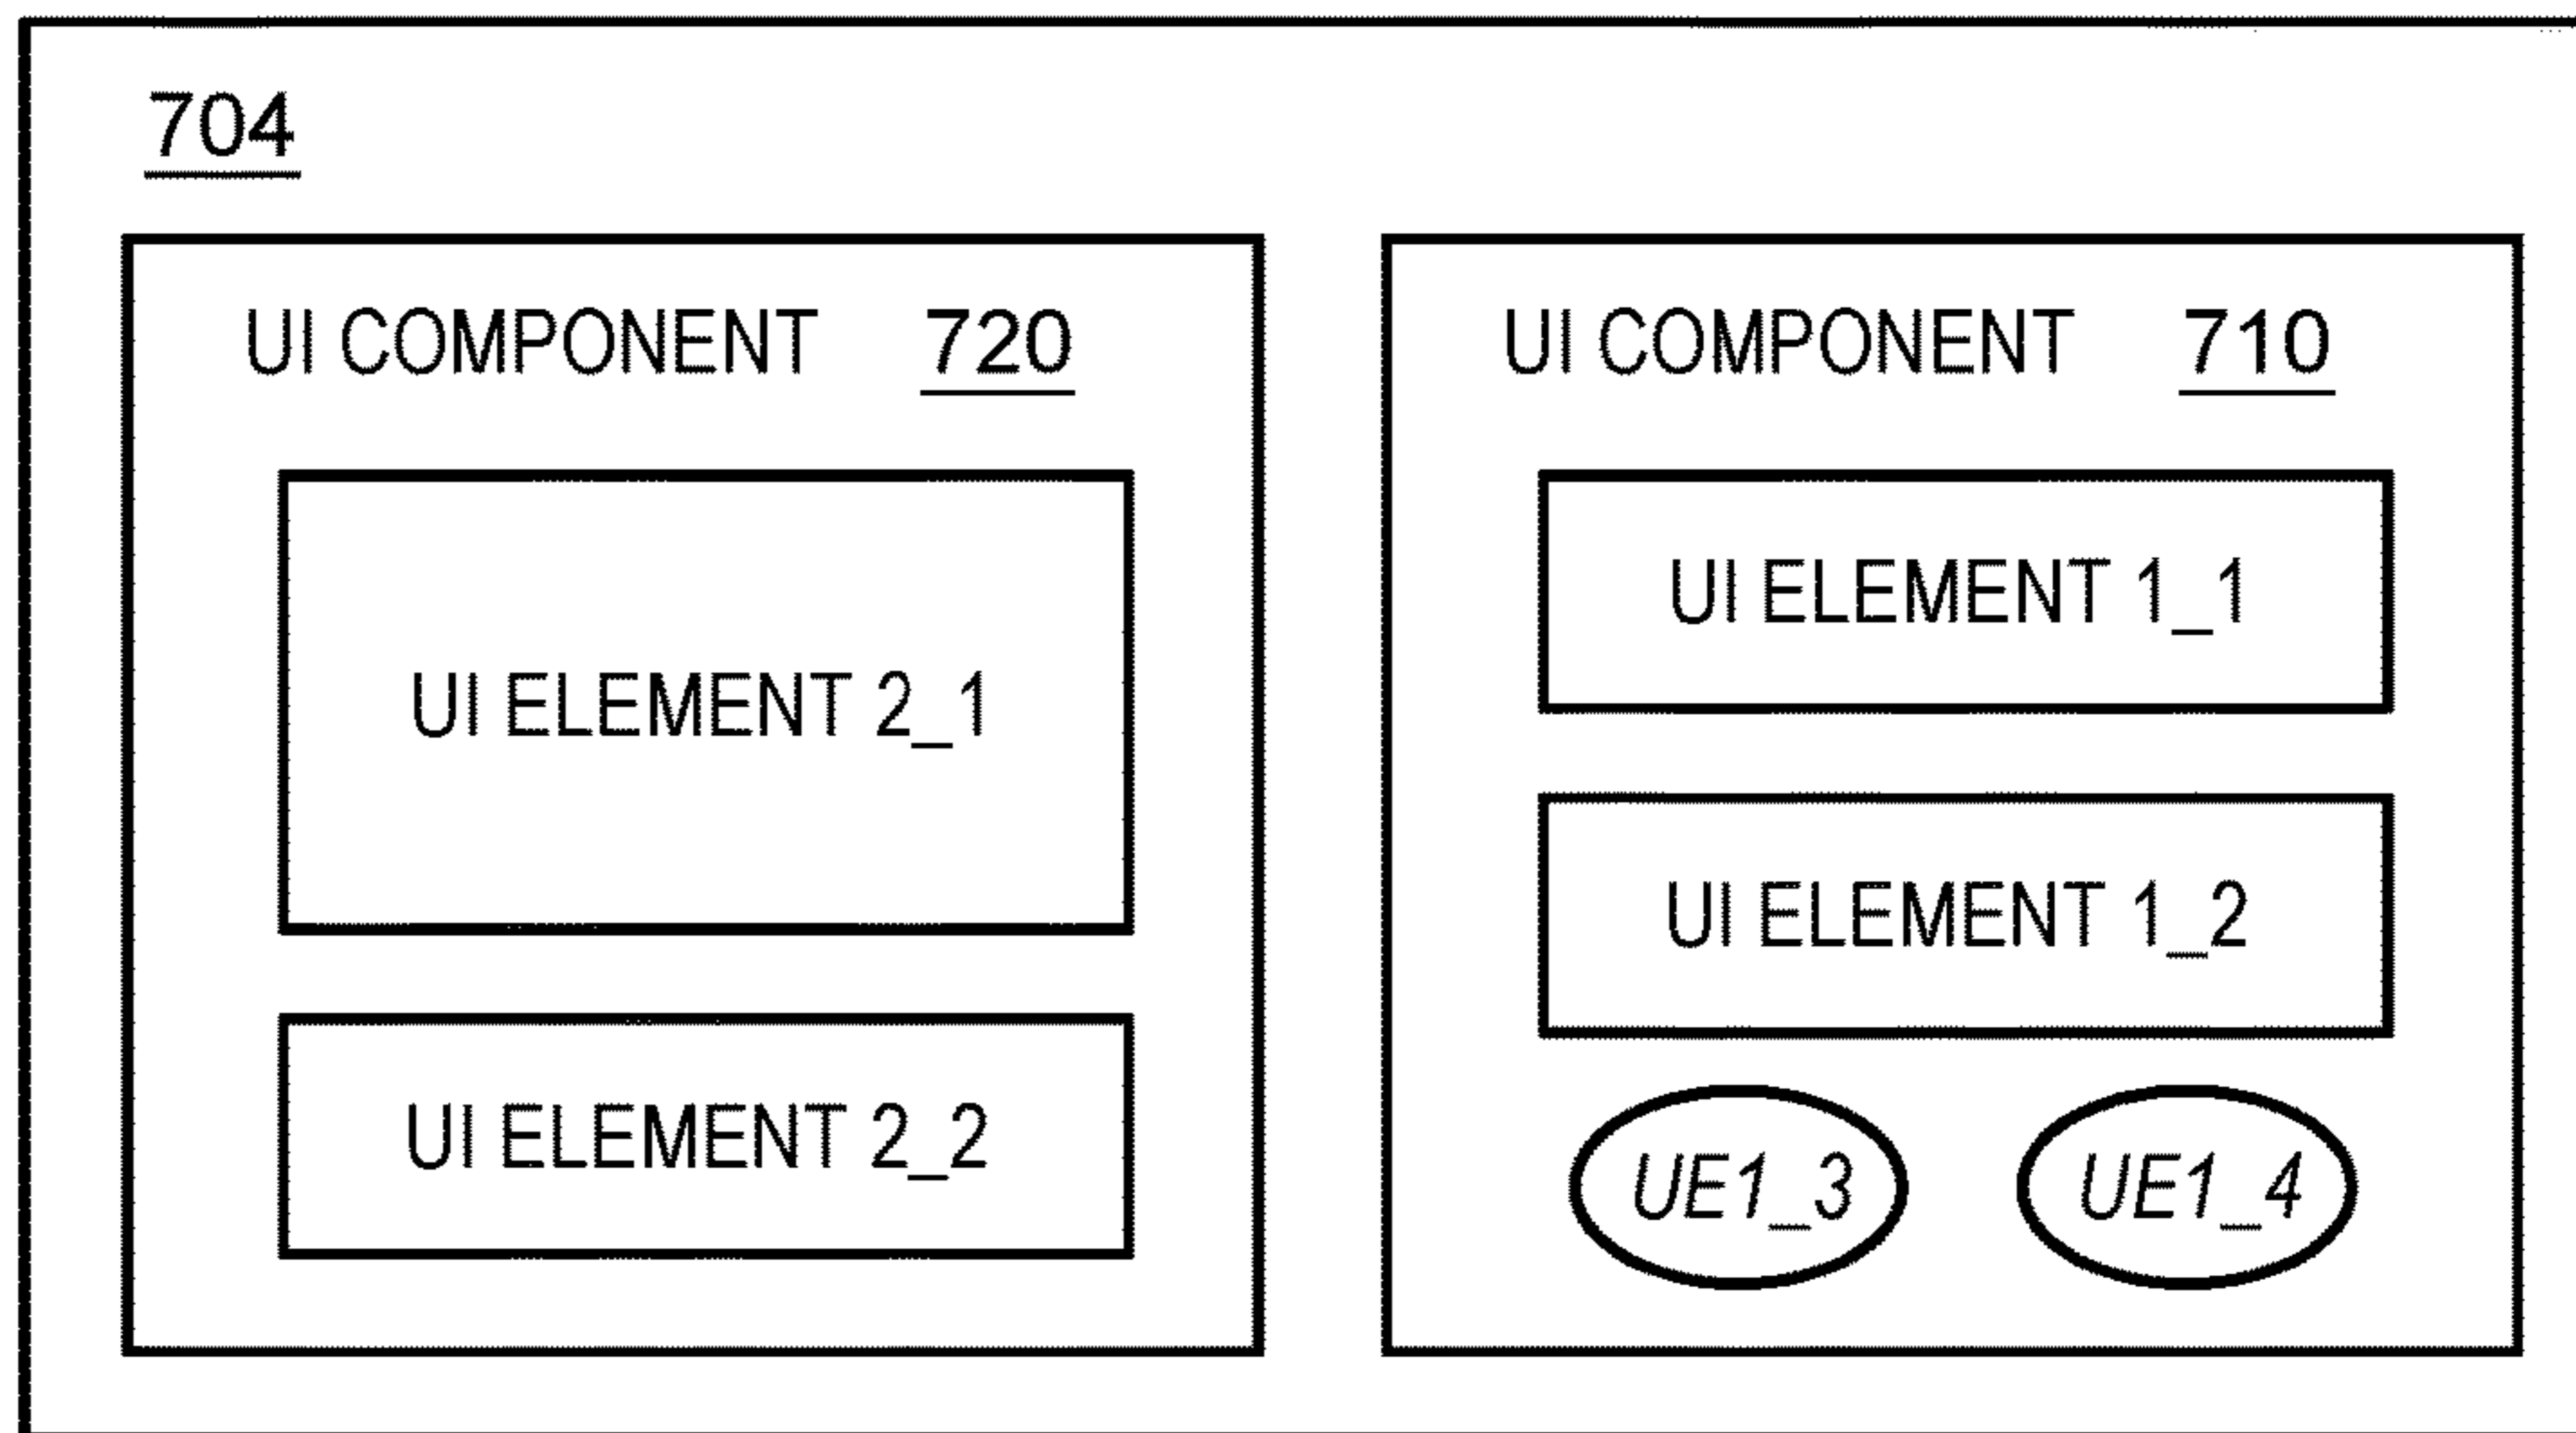 704
UI COMPONENT 720
UI ELEMENT 2_1
UI ELEMENT 2_2
UI COMPONENT 710
UI ELEMENT 1_1
UI ELEMENT 1_2
UE1_3 UE1_4